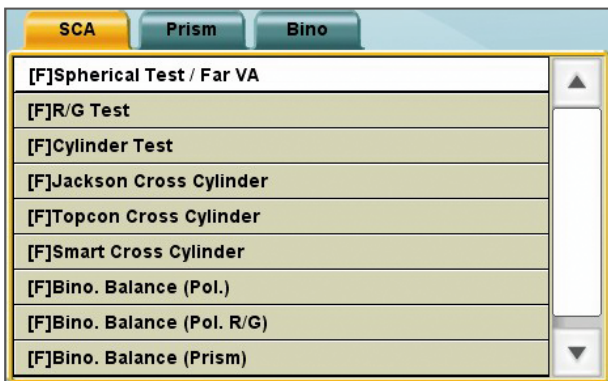 SCA Prism Bino
[F]Spherical Test / Far VA
[F]R/G Test
[F]Cylinder Test
[F]Jackson Cross Cylinder
[F]Topcon Cross Cylinder
[F]Smart Cross Cylinder
[F]Bino. Balance (Pol.)
[F]Bino. Balance (Pol. R/G)
[F]Bino. Balance (Prism)